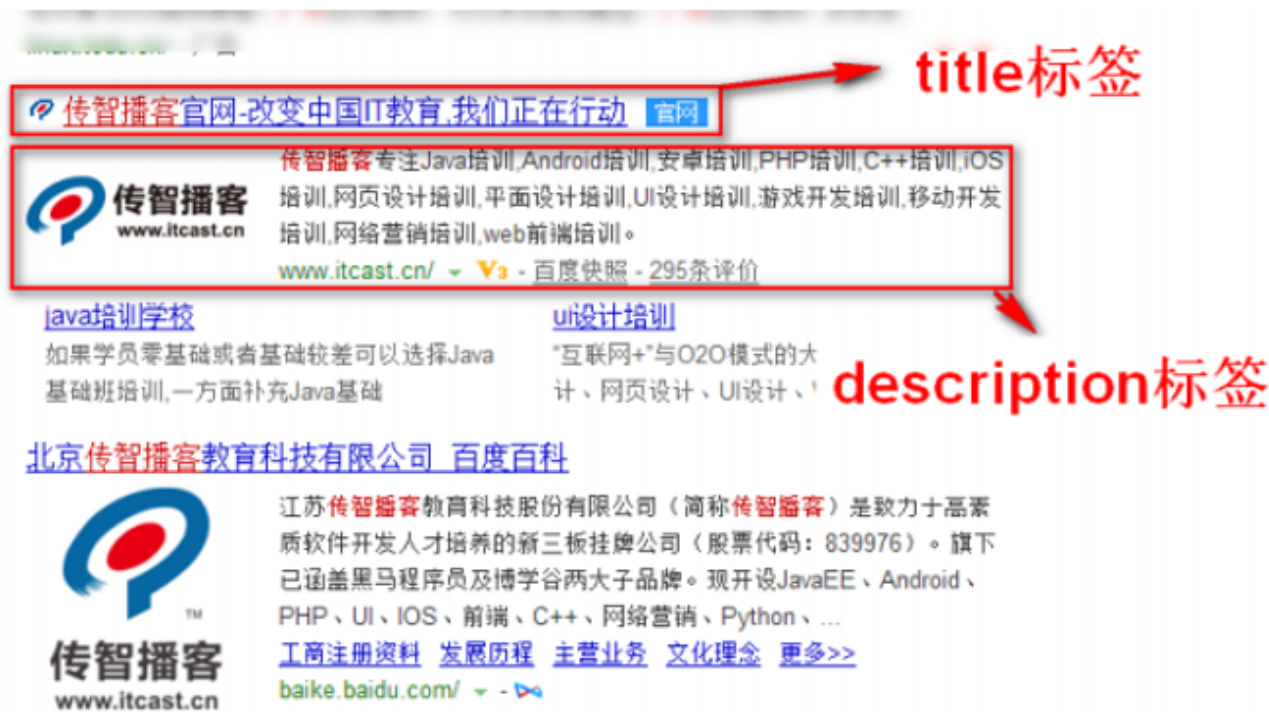 title标签
传智播客官网-改变中国IT教育,我们正在行动 官网
传智播客专注Java培训,Android培训,安卓培训,PHP培训,C++培训,iOS
培训,网页设计培训,平面设计培训,UI设计培训,游戏开发培训,移动开发
培训,网络营销培训,web前端培训。
传智播客
www.itcast.cn
www.itcast.cn/ V3 - 百度快照 - 295条评价
java培训学校
如果学员零基础或者基础较差可以选择Java
基础班培训,一方面补充Java基础
ui设计培训
“互联网+”与O2O模式的大
计、网页设计、UI设计、
description标签
北京传智播客教育科技有限公司_百度百科
江苏传智播客教育科技股份有限公司（简称传智播客）是致力于高素
质软件开发人才培养的新三板挂牌公司（股票代码：839976）。旗下
已涵盖黑马程序员及博学谷两大子品牌。现开设JavaEE、Android、
PHP、UI、IOS、前端、C++、网络营销、Python、...
工商注册资料 发展历程 主营业务 文化理念 更多>>
baike.baidu.com/ -
TM
传智播客
www.itcast.cn